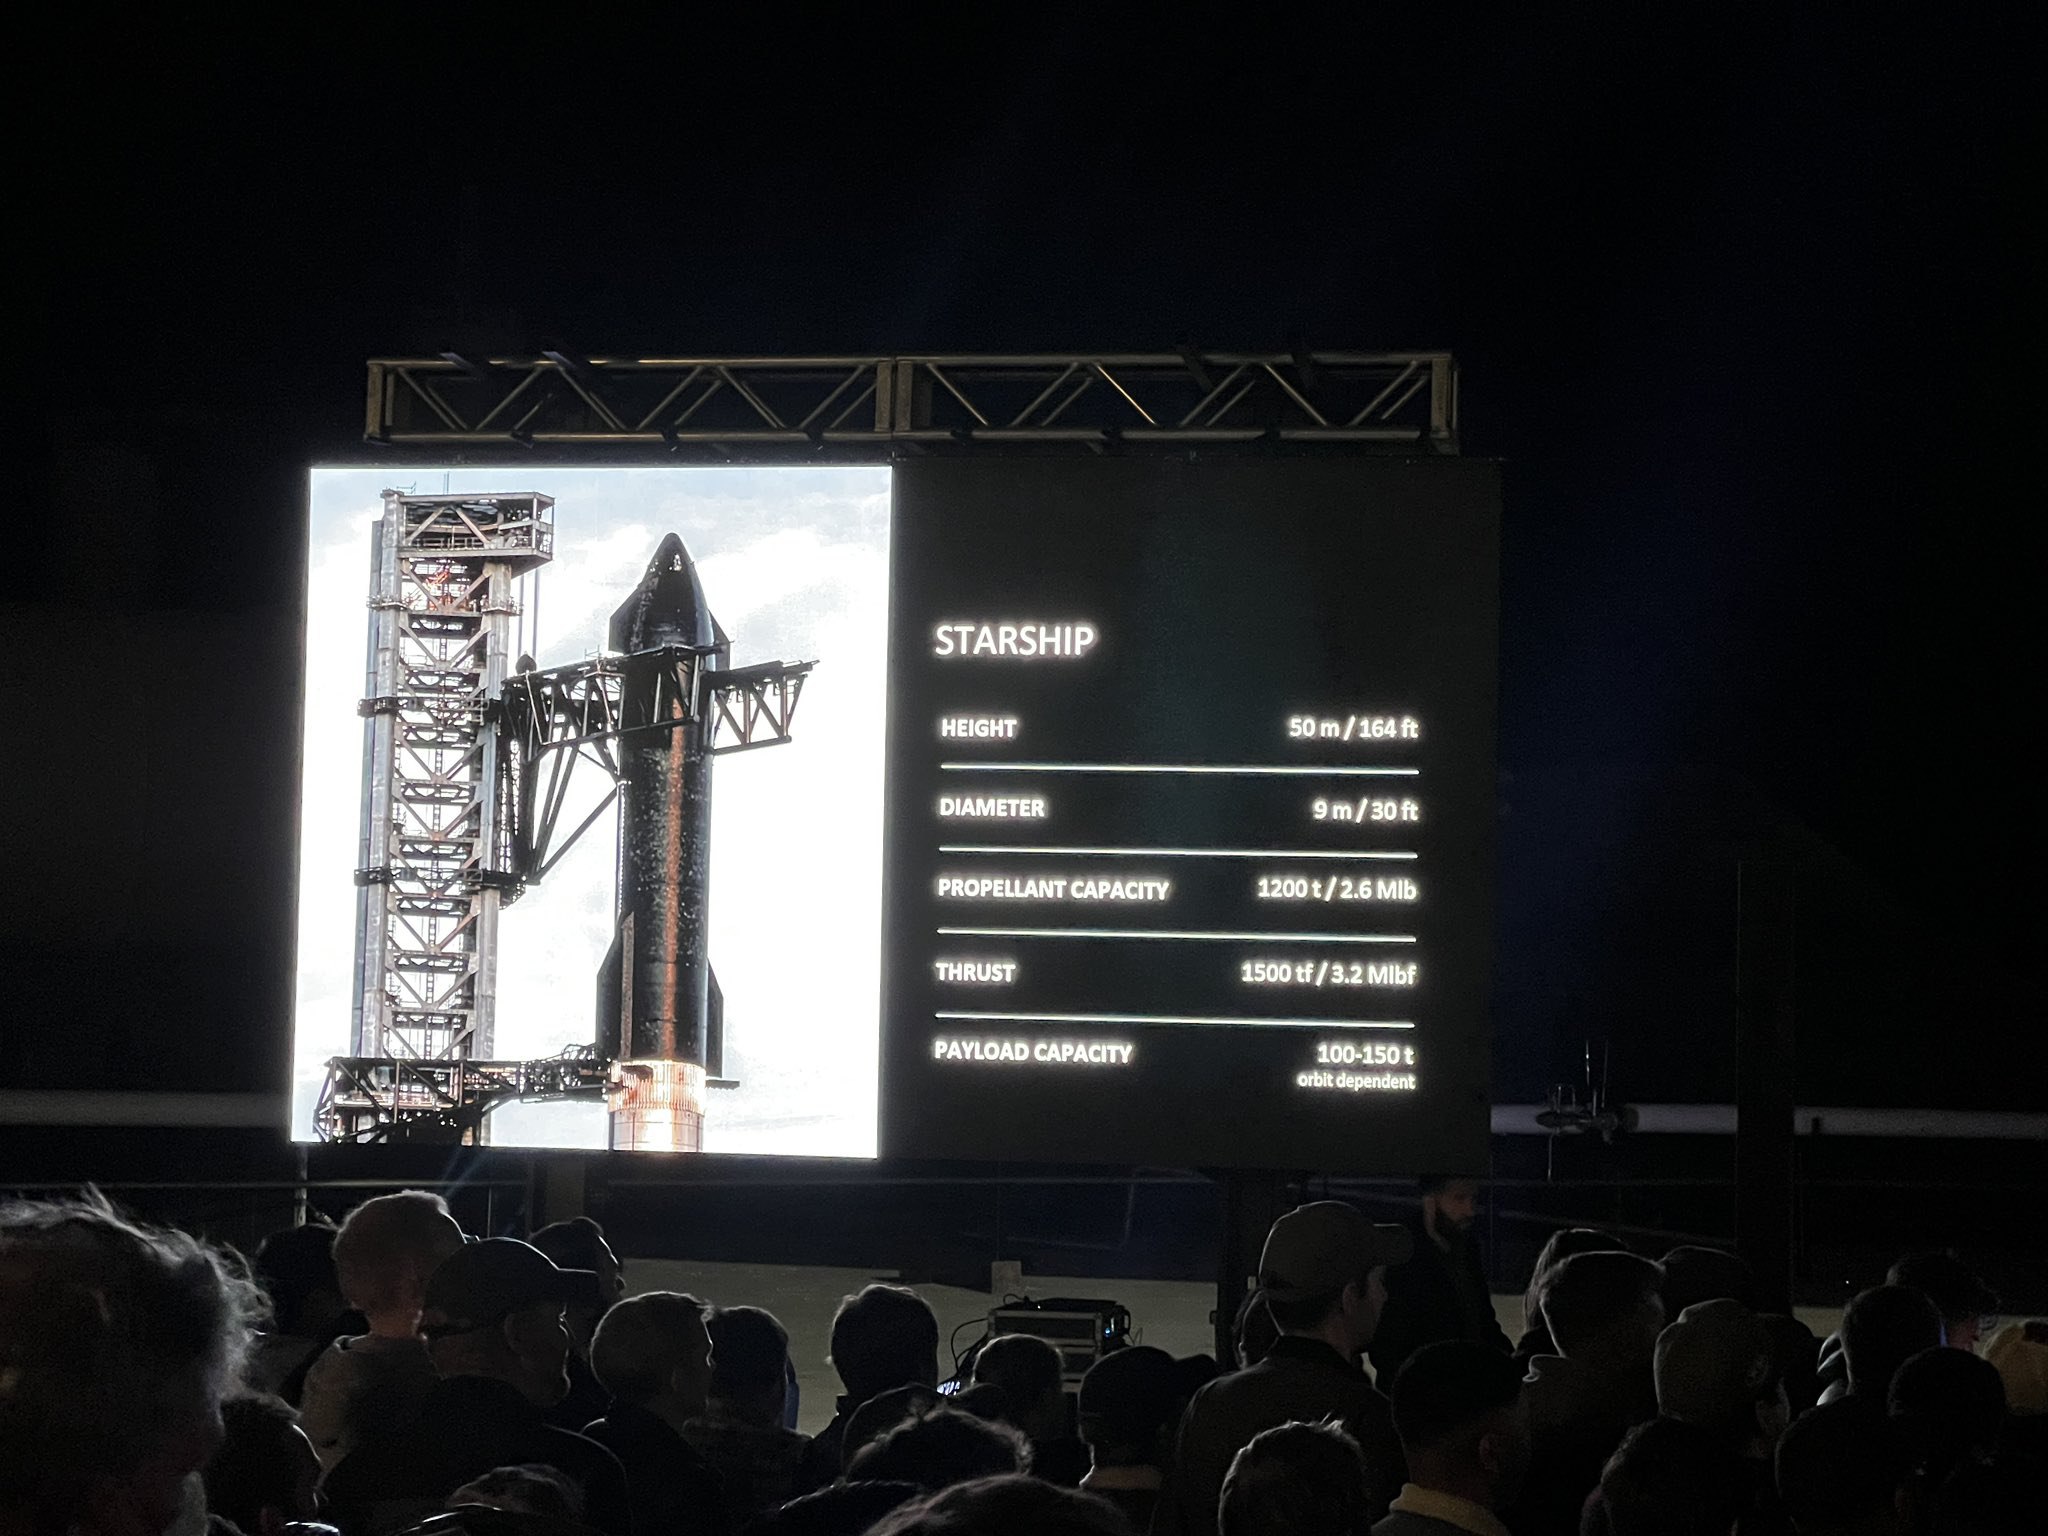 STARSHIP
HEIGHT 50 m / 164 ft
DIAMETER 9 m / 30 ft
PROPELLANT CAPACITY 1200 t / 2.6 Mlb
THRUST 1500 tf / 3.2 Mlbf
PAYLOAD CAPACITY 100-150 t
orbit dependent